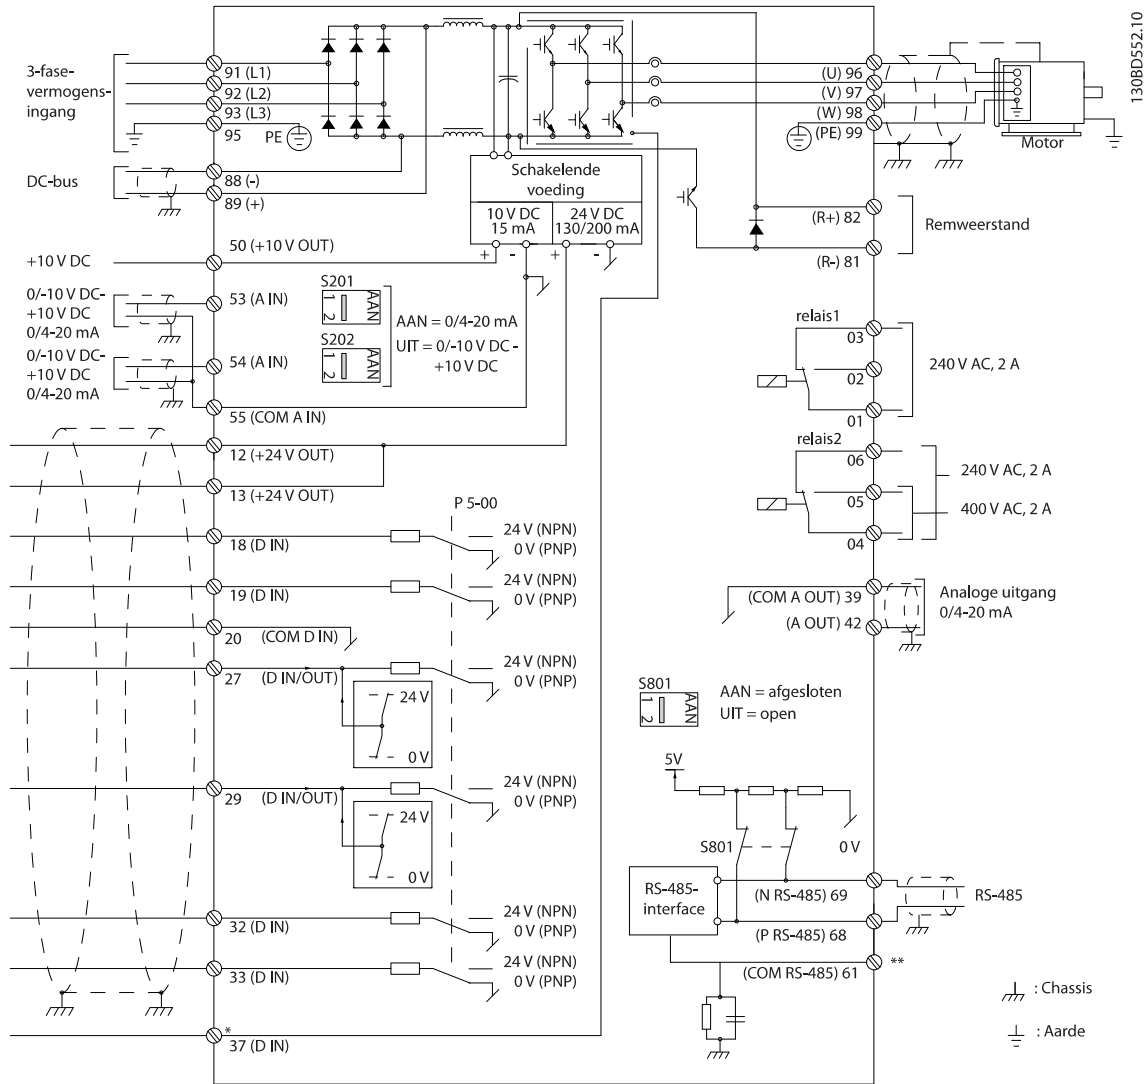 130BD552.10
3-fase-
vermogens-
ingang
91 (L1)
92 (L2)
93 (L3)
95
PE
(U) 96
(V) 97
(W) 98
(PE) 99
Motor
DC-bus
88 (-)
89 (+)
Schakelende
voeding
10 V DC
15 mA
24 V DC
130/200 mA
+ - + -
(R+) 82
(R-) 81
Remweerstand
+10 V DC
50 (+10 V OUT)
0/-10 V DC-
+10 V DC
0/4-20 mA
53 (A IN)
0/-10 V DC-
+10 V DC
0/4-20 mA
54 (A IN)
55 (COM A IN)
S201
1 2
AAN
S202
1 2
AAN
AAN = 0/4-20 mA
UIT = 0/-10 V DC-
+10 V DC
relais1
03
02
01
240 V AC, 2 A
relais2
06
05
04
240 V AC, 2 A
400 V AC, 2 A
12 (+24 V OUT)
13 (+24 V OUT)
P 5-00
18 (D IN)
24 V (NPN)
0 V (PNP)
19 (D IN)
24 V (NPN)
0 V (PNP)
20 (COM D IN)
27 (D IN/OUT)
24 V (NPN)
0 V (PNP)
24 V
0 V
29 (D IN/OUT)
24 V (NPN)
0 V (PNP)
24 V
0 V
32 (D IN)
24 V (NPN)
0 V (PNP)
33 (D IN)
24 V (NPN)
0 V (PNP)
*
37 (D IN)
(COM A OUT) 39
(A OUT) 42
Analoge uitgang
0/4-20 mA
S801
1 2
AAN
AAN = afgesloten
UIT = open
5V
S801
0 V
RS-485-
interface
(N RS-485) 69
(P RS-485) 68
(COM RS-485) 61
**
RS-485
: Chassis
: Aarde